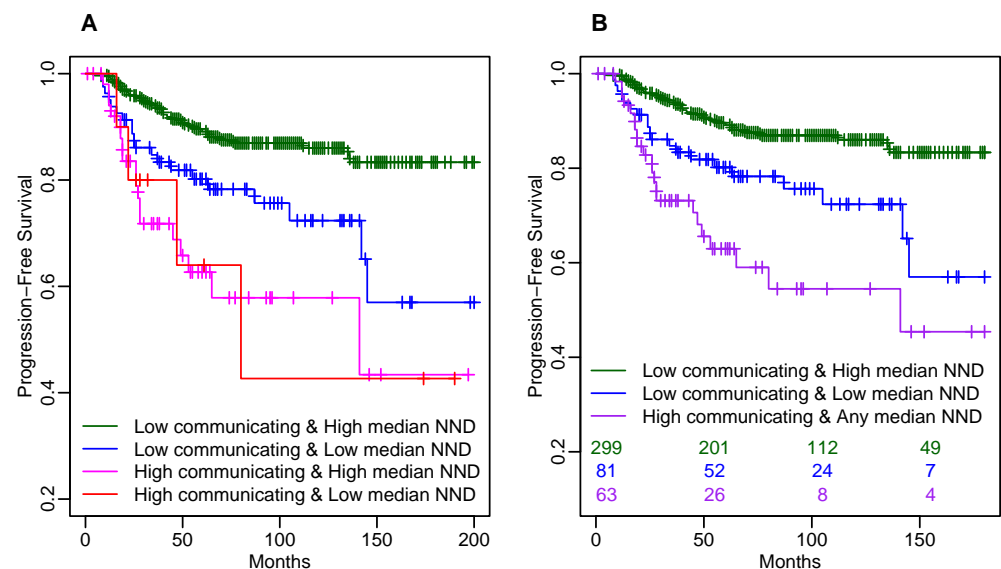 A
Progression−Free Survival
1.0
0.8
0.6
0.4
0.2
Low communicating & High median NND
Low communicating & Low median NND
High communicating & High median NND
High communicating & Low median NND
0 50 100 150 200
Months
B
Progression−Free Survival
1.0
0.8
0.6
0.4
0.2
Low communicating & High median NND
Low communicating & Low median NND
High communicating & Any median NND
299 201 112 49
81 52 24 7
63 26 8 4
0 50 100 150
Months